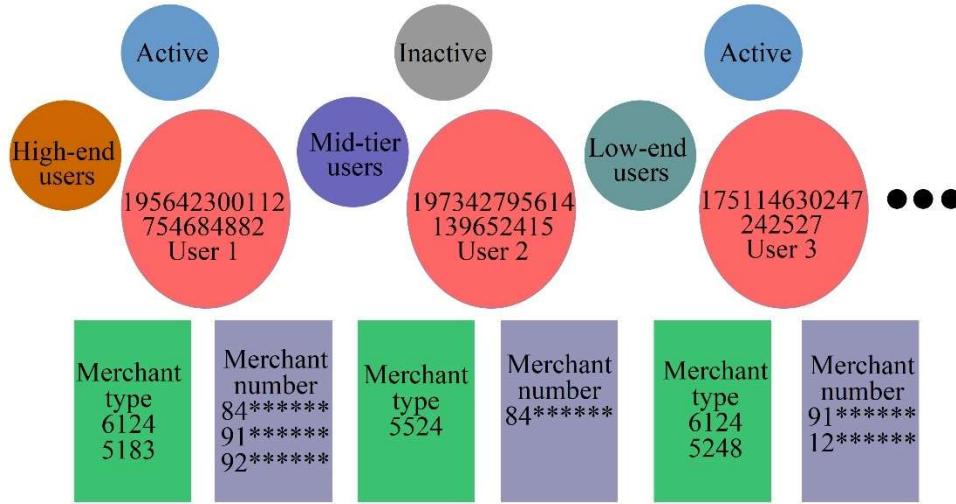 Active
Inactive
Active
High-end
users
Mid-tier
users
Low-end
users
195642300112
754684882
User 1
197342795614
139652415
User 2
175114630247
242527
User 3
Merchant
type
6124
5183
Merchant
number
84******
91******
92******
Merchant
type
5524
Merchant
number
84******
Merchant
type
6124
5248
Merchant
number
91******
12******